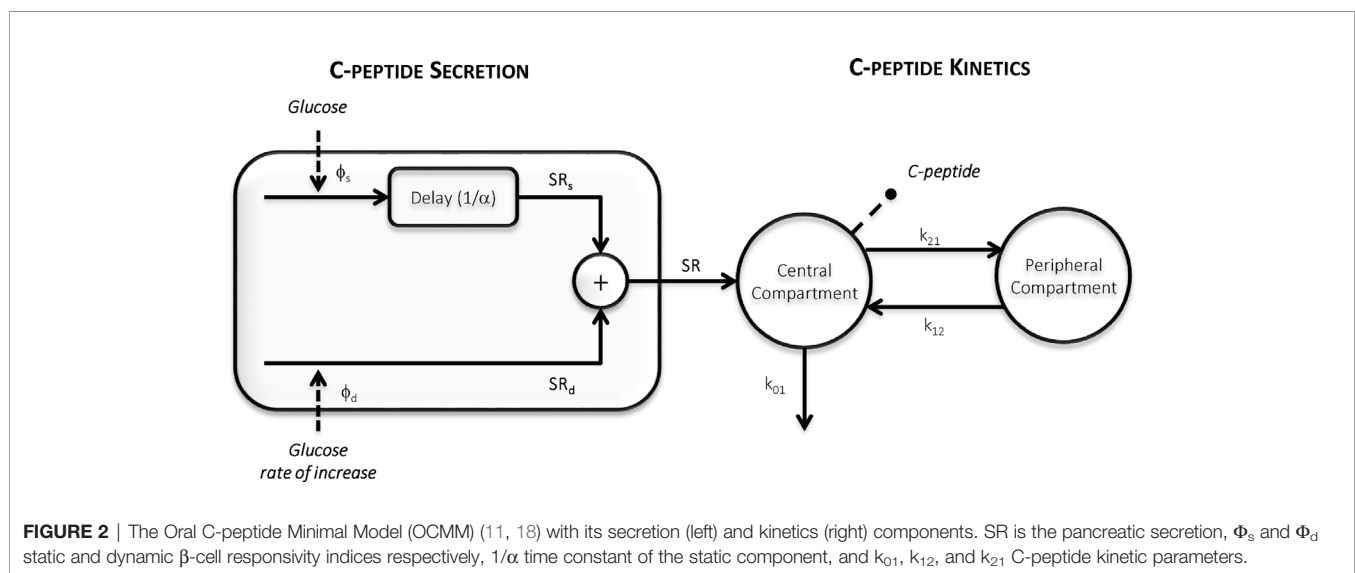 C-PEPTIDE SECRETION
C-PEPTIDE KINETICS
Glucose
ϕs
Delay (1/α)
SRs
C-peptide
+
SR
Central
Compartment
k21
k12
Peripheral
Compartment
k01
SRd
ϕd
Glucose
rate of increase
FIGURE 2 | The Oral C-peptide Minimal Model (OCMM) (11, 18) with its secretion (left) and kinetics (right) components. SR is the pancreatic secretion, Φs and Φd
static and dynamic β-cell responsivity indices respectively, 1/α time constant of the static component, and k01, k12, and k21 C-peptide kinetic parameters.